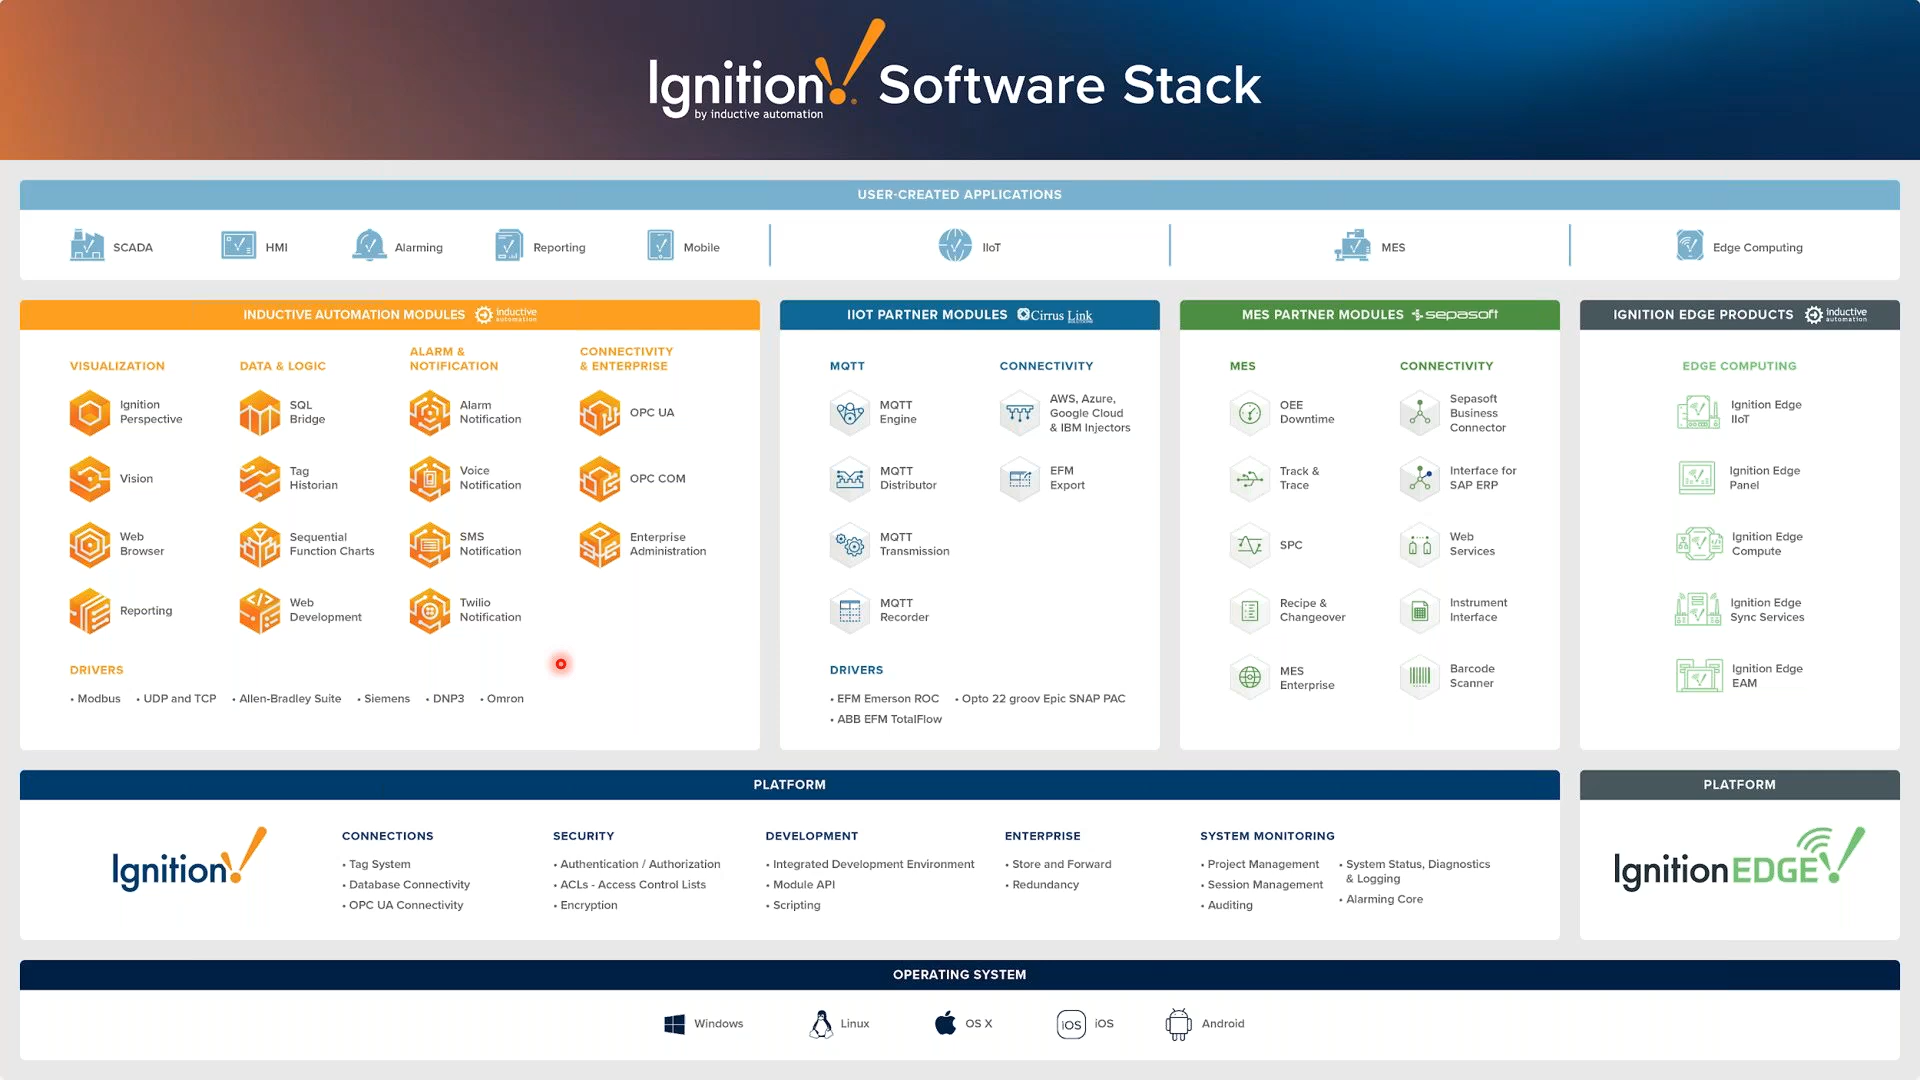 Ignition! Software Stack
by inductive automation
USER-CREATED APPLICATIONS
SCADA
HMI
Alarming
Reporting
Mobile
IIoT
MES
Edge Computing
INDUCTIVE AUTOMATION MODULES inductive automation
VISUALIZATION
Ignition
Perspective
Vision
Web
Browser
Reporting
DATA & LOGIC
SQL
Bridge
Tag
Historian
Sequential
Function Charts
Web
Development
ALARM &
NOTIFICATION
Alarm
Notification
Voice
Notification
SMS
Notification
Twilio
Notification
CONNECTIVITY
& ENTERPRISE
OPC UA
OPC COM
Enterprise
Administration
DRIVERS
• Modbus • UDP and TCP • Allen-Bradley Suite • Siemens • DNP3 • Omron
IIOT PARTNER MODULES Cirrus Link
MQTT
MQTT
Engine
MQTT
Distributor
MQTT
Transmission
MQTT
Recorder
CONNECTIVITY
AWS, Azure,
Google Cloud
& IBM Injectors
EFM
Export
DRIVERS
• EFM Emerson ROC • Opto 22 groov Epic SNAP PAC
• ABB EFM TotalFlow
MES PARTNER MODULES sepasoft
MES
OEE
Downtime
Track &
Trace
SPC
Recipe &
Changeover
MES
Enterprise
CONNECTIVITY
Sepasoft
Business
Connector
Interface for
SAP ERP
Web
Services
Instrument
Interface
Barcode
Scanner
IGNITION EDGE PRODUCTS inductive automation
EDGE COMPUTING
Ignition Edge
IIoT
Ignition Edge
Panel
Ignition Edge
Compute
Ignition Edge
Sync Services
Ignition Edge
EAM
PLATFORM
Ignition!
CONNECTIONS
• Tag System
• Database Connectivity
• OPC UA Connectivity
SECURITY
• Authentication / Authorization
• ACLs - Access Control Lists
• Encryption
DEVELOPMENT
• Integrated Development Environment
• Module API
• Scripting
ENTERPRISE
• Store and Forward
• Redundancy
SYSTEM MONITORING
• Project Management
• Session Management
• Auditing
• System Status, Diagnostics
& Logging
• Alarming Core
PLATFORM
Ignition EDGE!
OPERATING SYSTEM
Windows
Linux
OS X
iOS iOS
Android